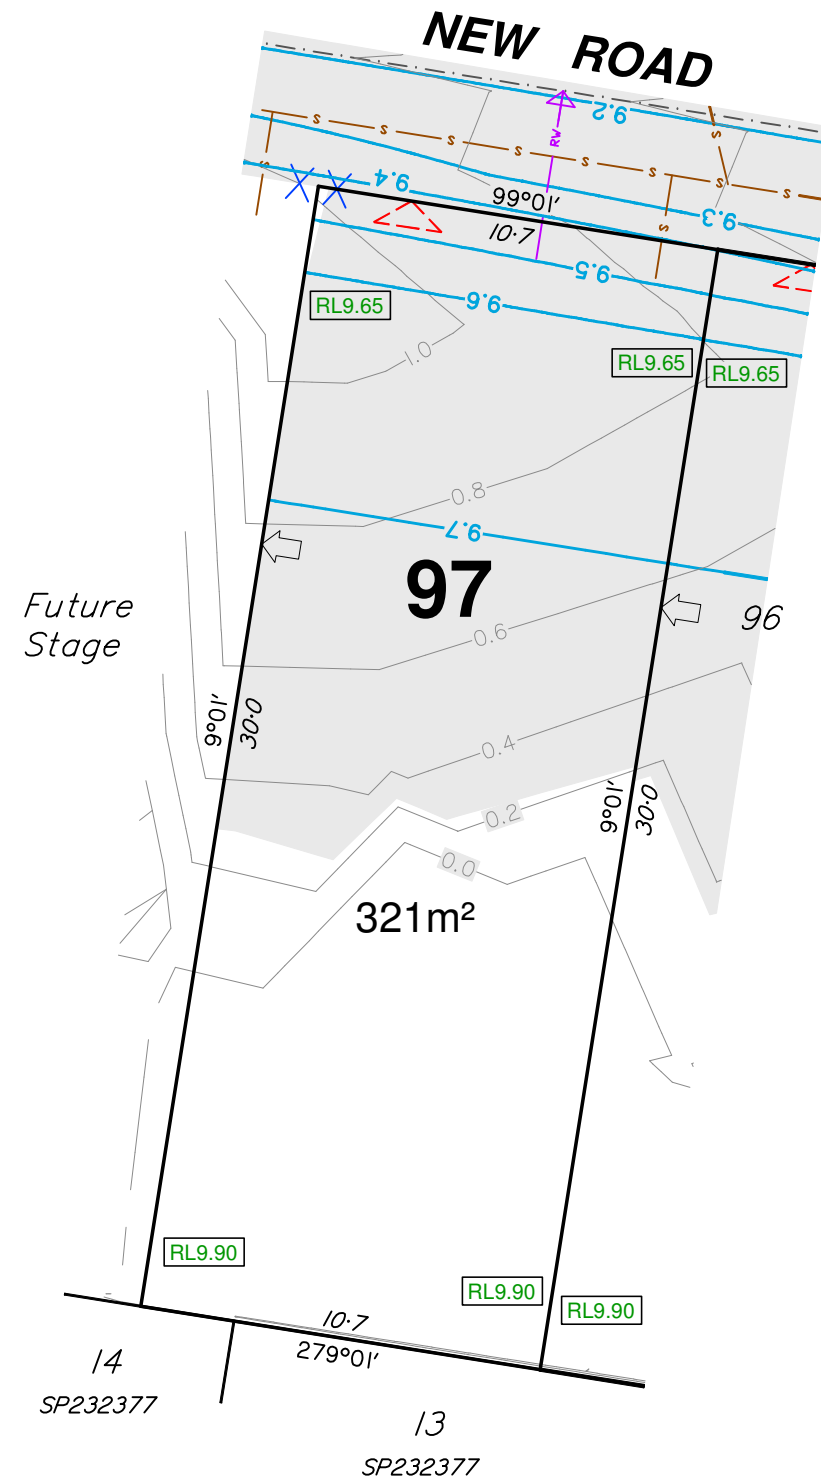 NEW ROAD
9.2
RW
s s s s s s s s
s
s
s
9.4
99°01'
9.3
10·7
9.5
9.6
RL9.65
1.0
RL9.65
RL9.65
0.8
9.7
97
Future
Stage
96
0.6
9°01'
30·0
0.4
9°01'
30·0
0.2
0.0
321m²
RL9.90
RL9.90
RL9.90
10·7
279°01'
14
SP232377
13
SP232377